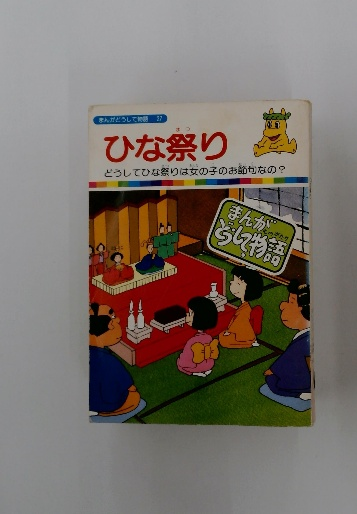 まんがどうして物語 37
ひな祭り
どうしてひな祭りは女の子のお節句なの?
まんが
どうして物語